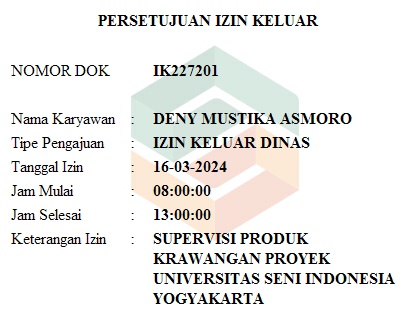 PERSETUJUAN IZIN KELUAR
NOMOR DOK IK227201
Nama Karyawan : DENY MUSTIKA ASMORO
Tipe Pengajuan : IZIN KELUAR DINAS
Tanggal Izin : 16-03-2024
Jam Mulai : 08:00:00
Jam Selesai : 13:00:00
Keterangan Izin : SUPERVISI PRODUK
KRAWANGAN PROYEK
UNIVERSITAS SENI INDONESIA
YOGYAKARTA